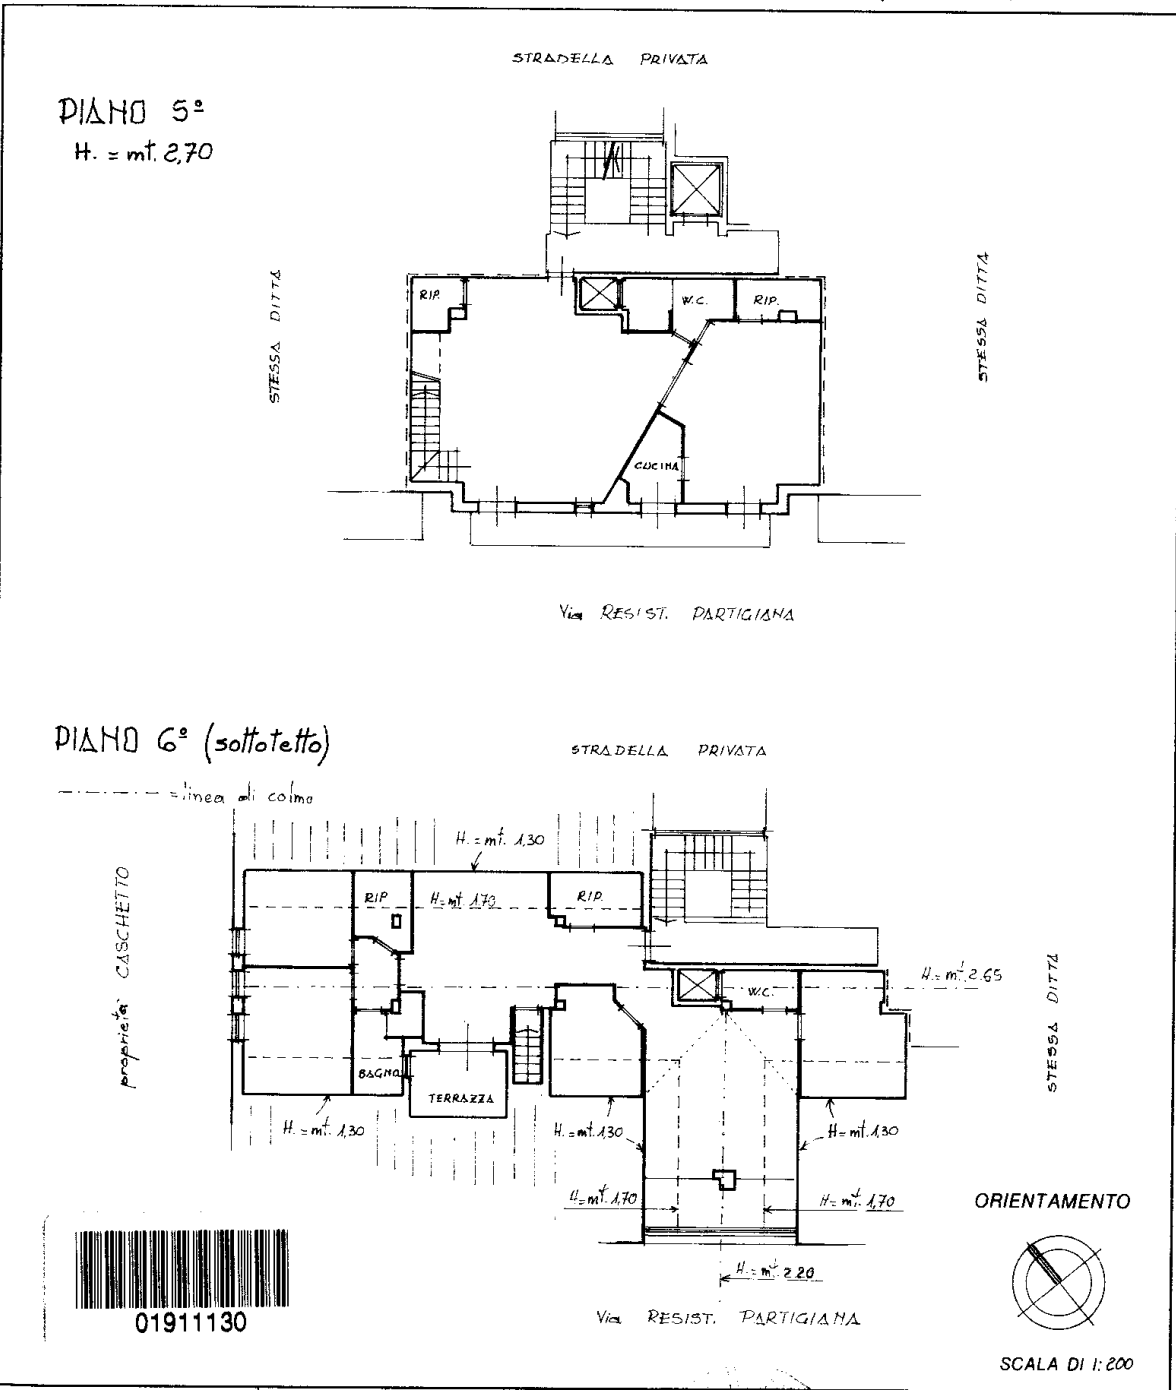 STRADELLA PRIVATA
PIANO 5º
H. = mt. 2,70
RIP.
W.C.
RIP.
STESSA DITTA
STESSA DITTA
CUCINA
Via RESIST. PARTIGIANA
PIANO 6º (sottotetto)
STRADELLA PRIVATA
= linea di colmo
H. = mt. 1,30
proprietà CASCHETTO
RIP
H = mt. 1,70
RIP.
H. = mt. 2.65
W.C.
STESSA DITTA
BAGNO
TERRAZZA
H. = mt. 1,30
H. = mt. 1,30
H = mt. 1,30
H = mt. 1,70
H = mt. 1,70
ORIENTAMENTO
H. = mt. 2.20
01911130
Via RESIST. PARTIGIANA
SCALA DI 1: 200